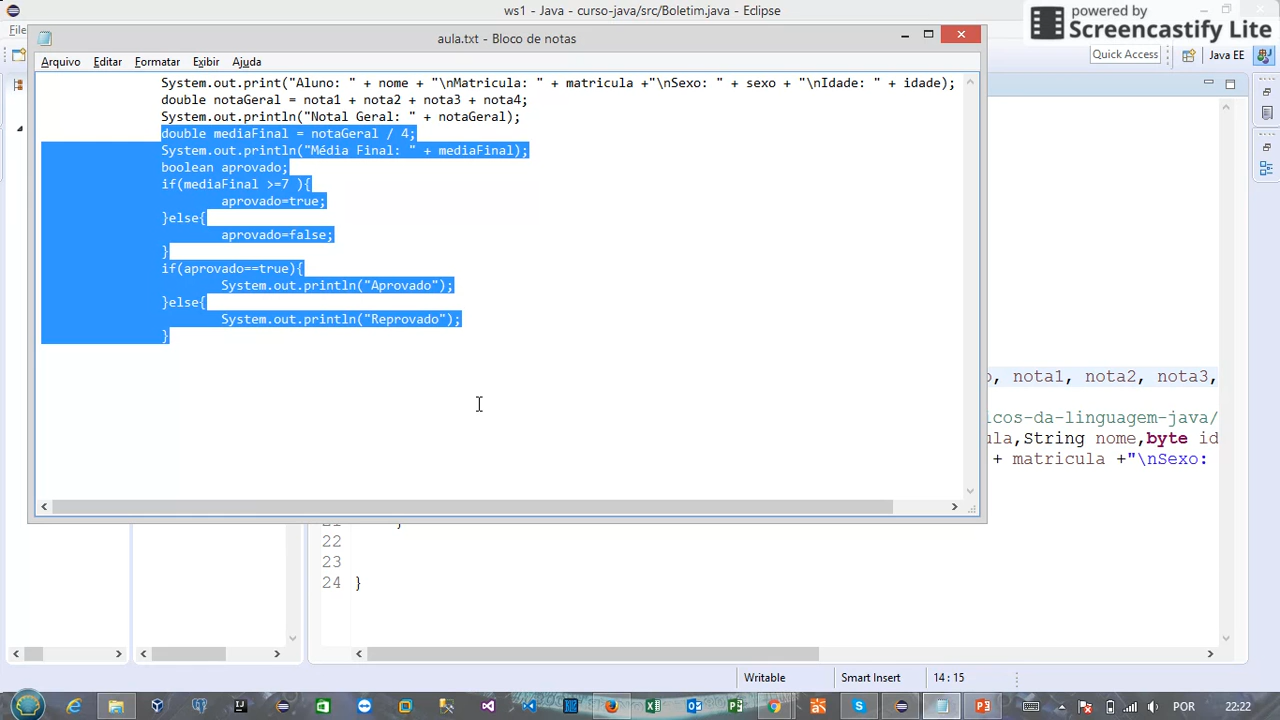 ws1 - Java - curso-java/src/Boletim.java - Eclipse
powered by
Screencastify Lite
File
aula.txt - Bloco de notas
Quick Access
Java EE
Arquivo Editar Formatar Exibir Ajuda
System.out.print("Aluno: " + nome + "\nMatricula: " + matricula +"\nSexo: " + sexo + "\nIdade: " + idade);
double notaGeral = nota1 + nota2 + nota3 + nota4;
System.out.println("Notal Geral: " + notaGeral);
double mediaFinal = notaGeral / 4;
System.out.println("Média Final: " + mediaFinal);
boolean aprovado;
if(mediaFinal >=7 ){
aprovado=true;
}else{
aprovado=false;
}
if(aprovado==true){
System.out.println("Aprovado");
}else{
System.out.println("Reprovado");
}
, nota1, nota2, nota3,
icos-da-linguagem-java/
ula,String nome,byte id
+ matricula +"\nSexo:
22
23
24 }
Writable
Smart Insert
14 : 15
POR
22:22